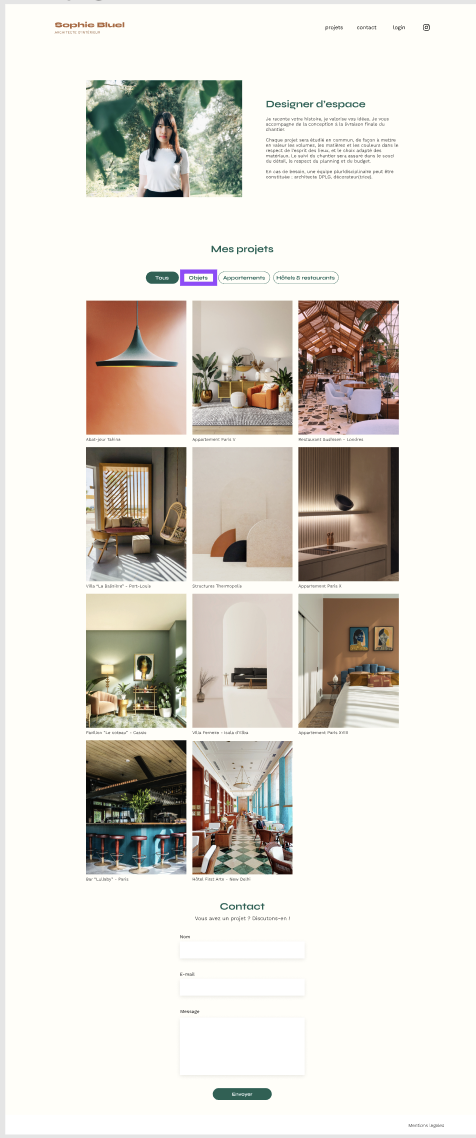 Sophie Bluel
ARCHITECTE D'INTÉRIEUR
projets
contact
login
Designer d'espace
Je raconte votre histoire, je valorise vos idées. Je vous
accompagne de la conception à la livraison finale du
chantier.
Chaque projet sera étudié en commun, de façon à mettre
en valeur les volumes, les matières et les couleurs dans le
respect de l'esprit des lieux, et le choix adapté des
matériaux. Le suivi du chantier sera assuré dans le souci
du détail, le respect du planning et du budget.
En cas de besoin, une équipe pluridisciplinaire peut être
constituée : architecte DPLG, décorateur(trice).
Mes projets
Tous
Objets
Appartements
Hôtels & restaurants
Abat-jour Tahina
Appartement Paris V
Restaurant Sushisen - Londres
Villa "La Balisière" - Port-Louis
Structures Thermopolis
Appartement Paris X
Pavillon "Le coteau" - Cassis
Villa Ferneze - Isola d'Elba
Appartement Paris XVIII
Bar "Lullaby" - Paris
Hôtel First Arte - New Delhi
Contact
Vous avez un projet ? Discutons-en !
Nom
E-mail
Message
Envoyer
Mentions légales